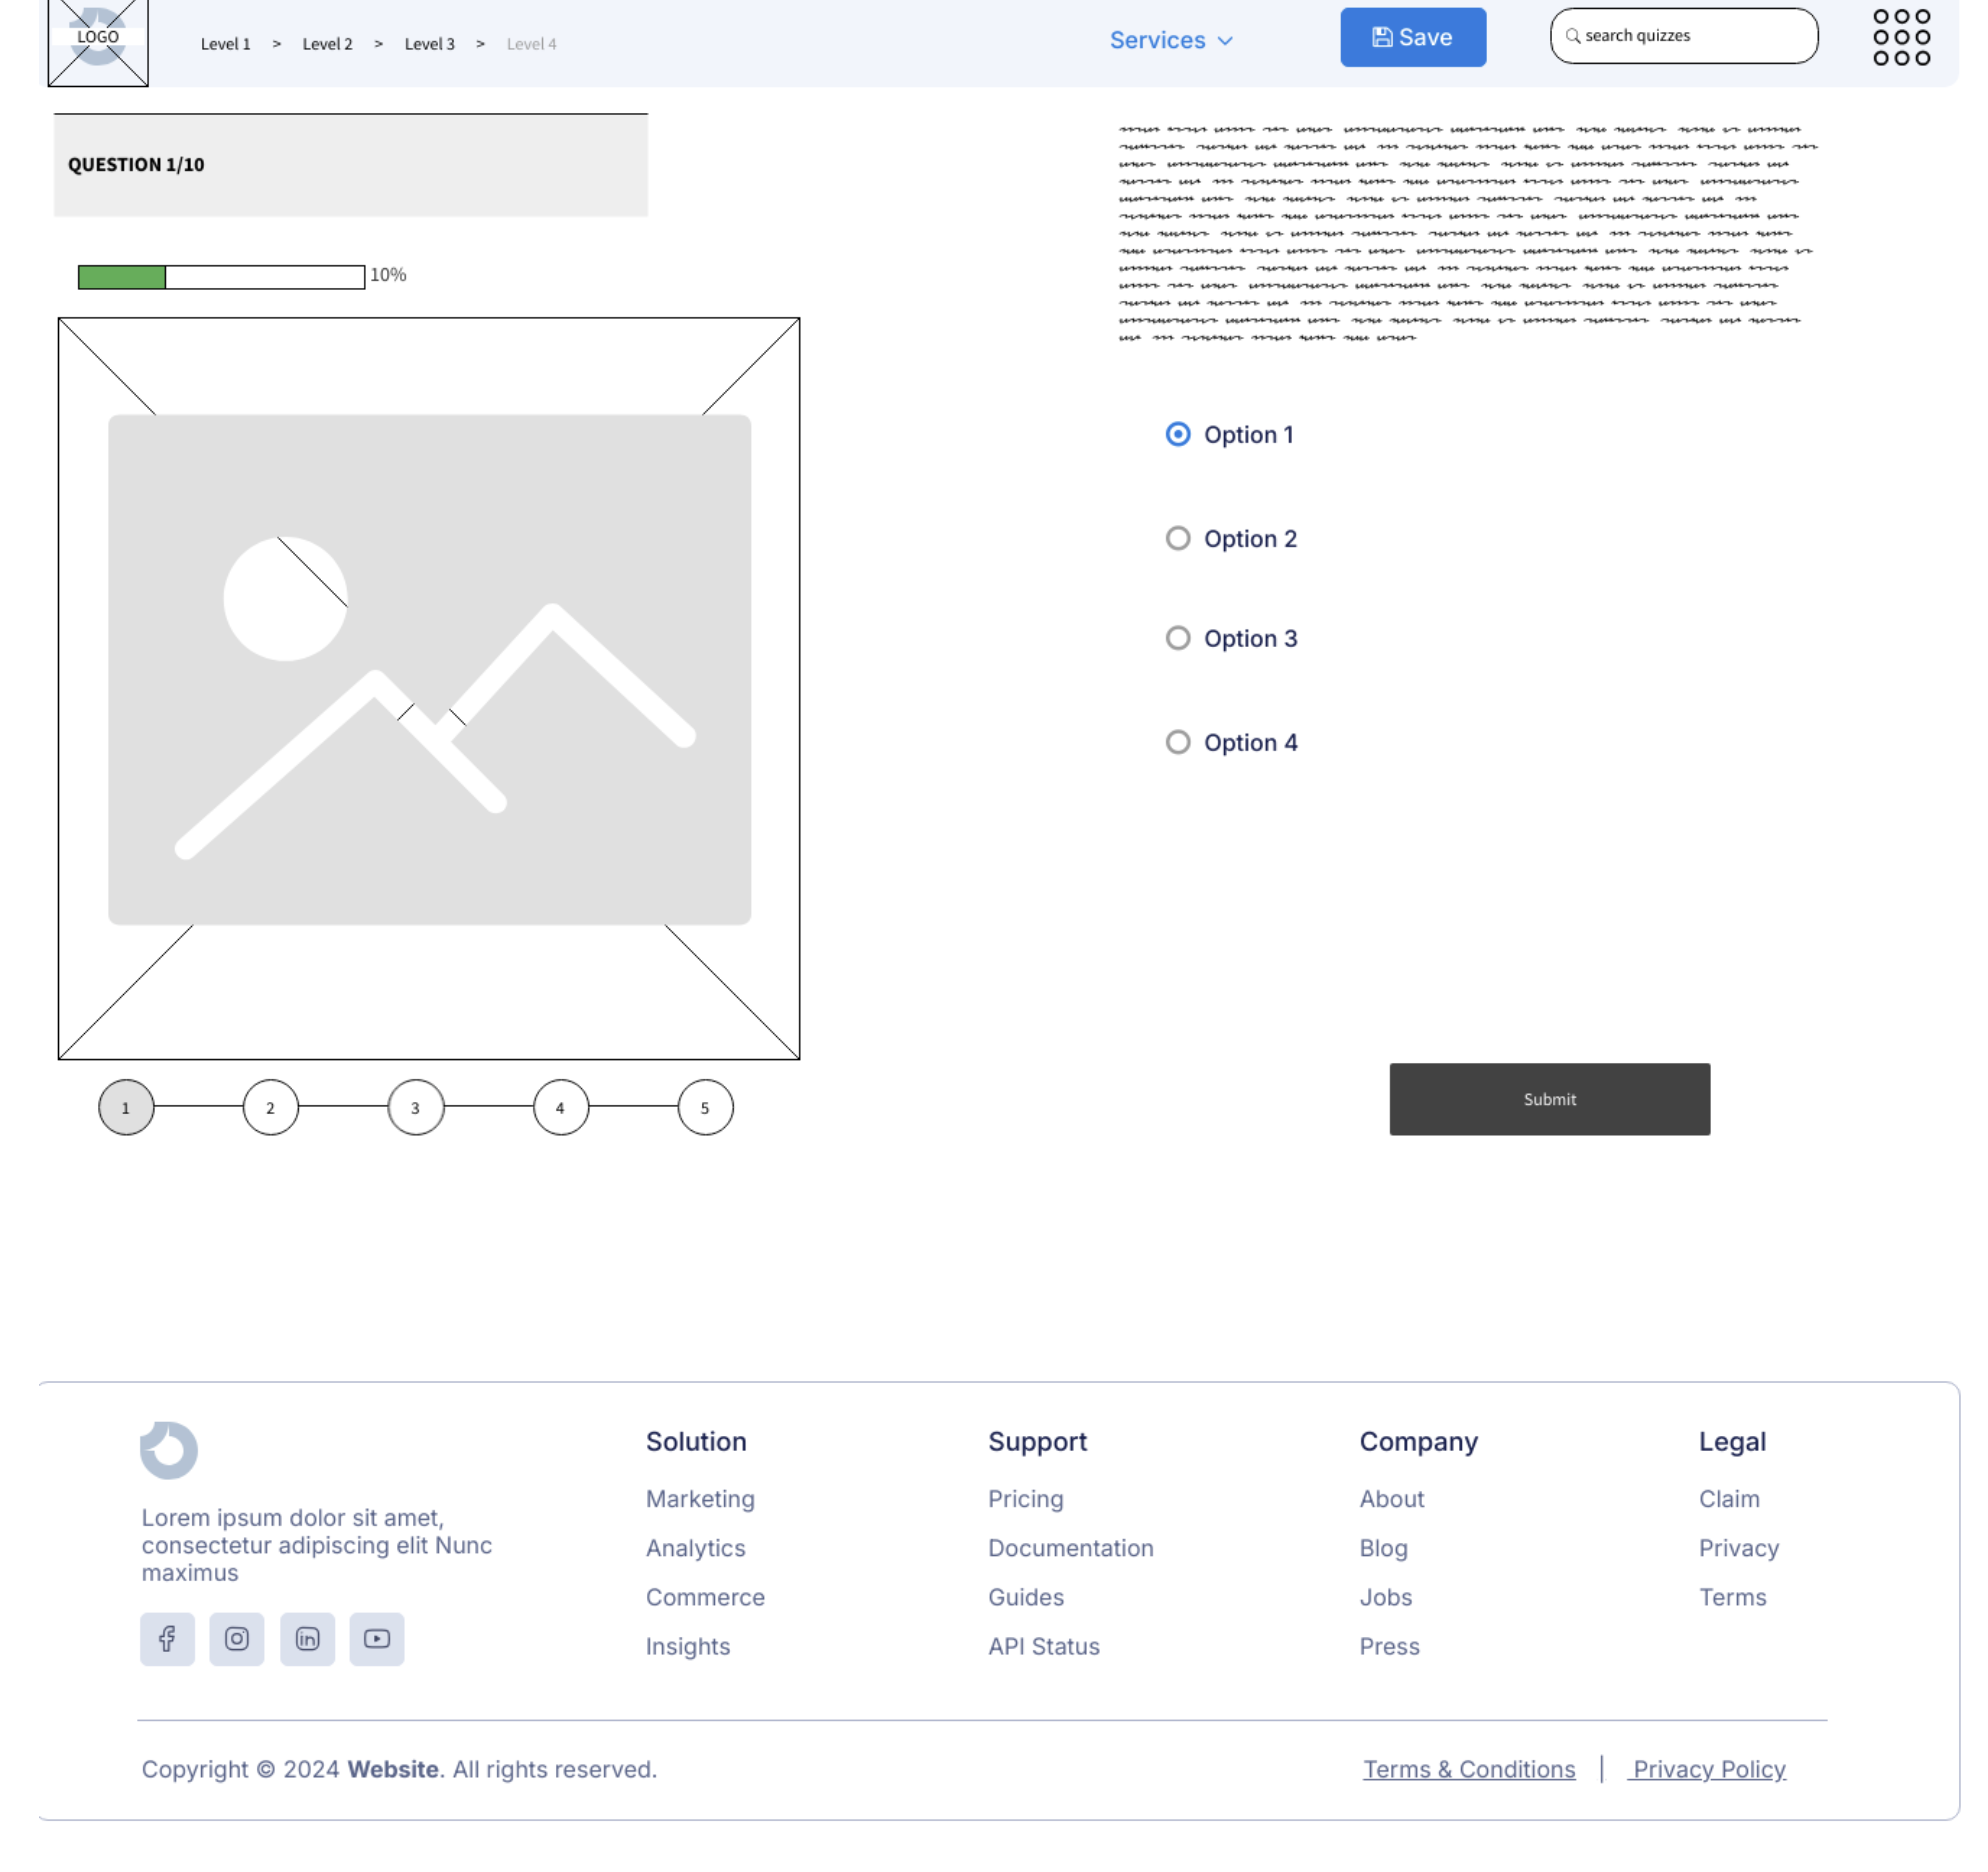 LOGO
Level 1 > Level 2 > Level 3 > Level 4
Services
Save
search quizzes
QUESTION 1/10
10%
Option 1
Option 2
Option 3
Option 4
1 2 3 4 5
Submit
Lorem ipsum dolor sit amet,
consectetur adipiscing elit Nunc
maximus
Solution
Marketing
Analytics
Commerce
Insights
Support
Pricing
Documentation
Guides
API Status
Company
About
Blog
Jobs
Press
Legal
Claim
Privacy
Terms
Copyright © 2024 Website. All rights reserved.
Terms & Conditions | Privacy Policy